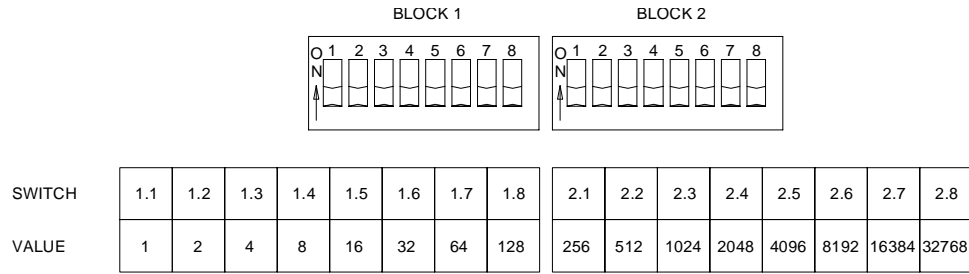 BLOCK 1 BLOCK 2
ON 1 2 3 4 5 6 7 8 ON 1 2 3 4 5 6 7 8
SWITCH 1.1 1.2 1.3 1.4 1.5 1.6 1.7 1.8 2.1 2.2 2.3 2.4 2.5 2.6 2.7 2.8
VALUE 1 2 4 8 16 32 64 128 256 512 1024 2048 4096 8192 16384 32768